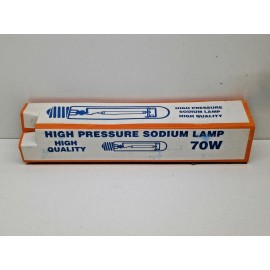 HIGH PRESSURE
SODIUM LAMP
HIGH QUALITY
HIGH PRESSURE SODIUM LAMP
HIGH
QUALITY
70W